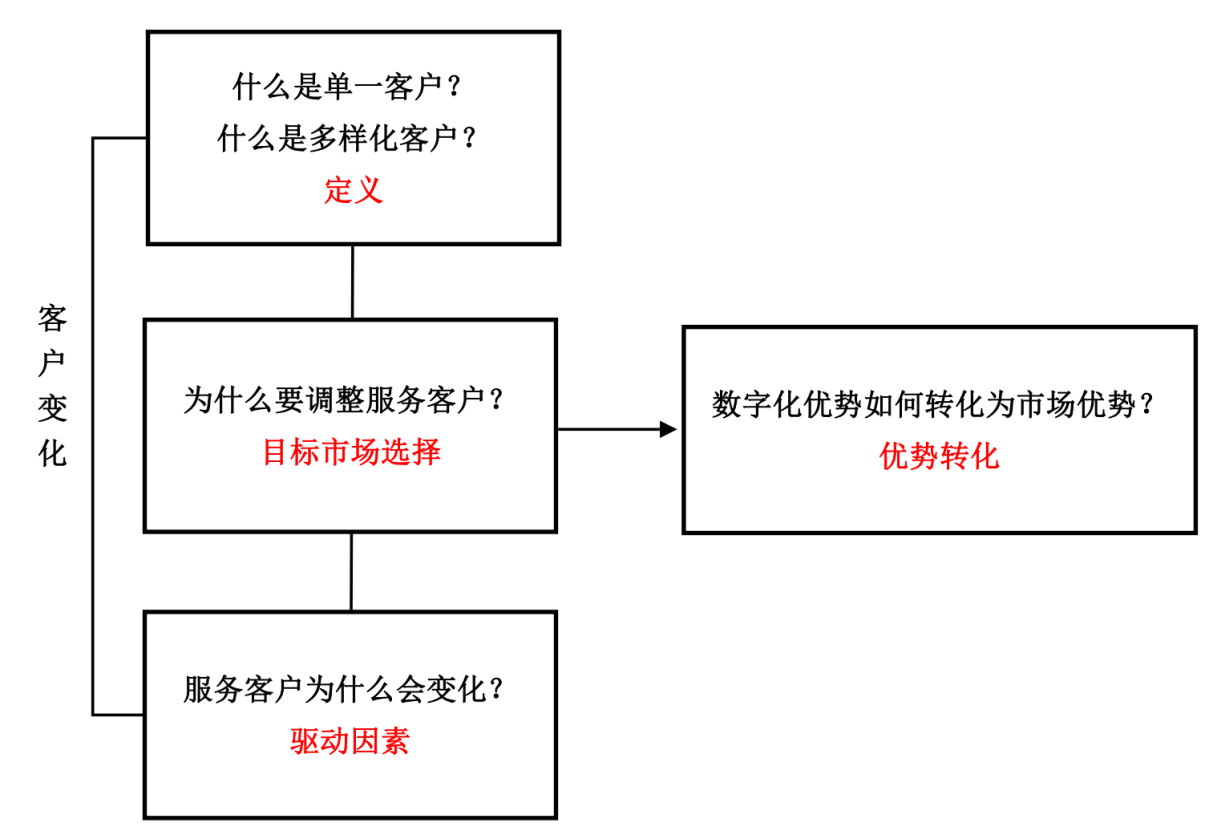 什么是单一客户？
什么是多样化客户？
定义
客户变化
为什么要调整服务客户？
目标市场选择
数字化优势如何转化为市场优势？
优势转化
服务客户为什么会变化？
驱动因素